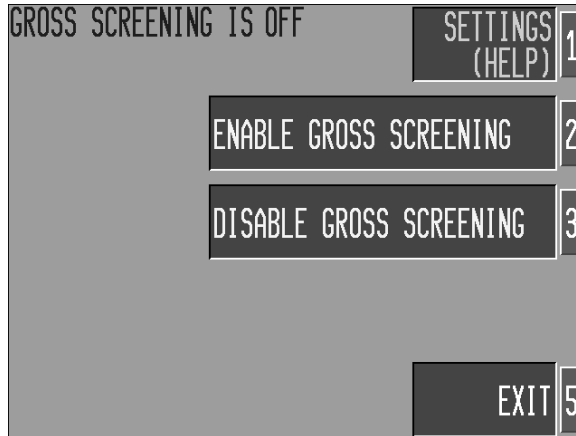 GROSS SCREENING IS OFF
SETTINGS 1
(HELP)
ENABLE GROSS SCREENING 2
DISABLE GROSS SCREENING 3
EXIT 5